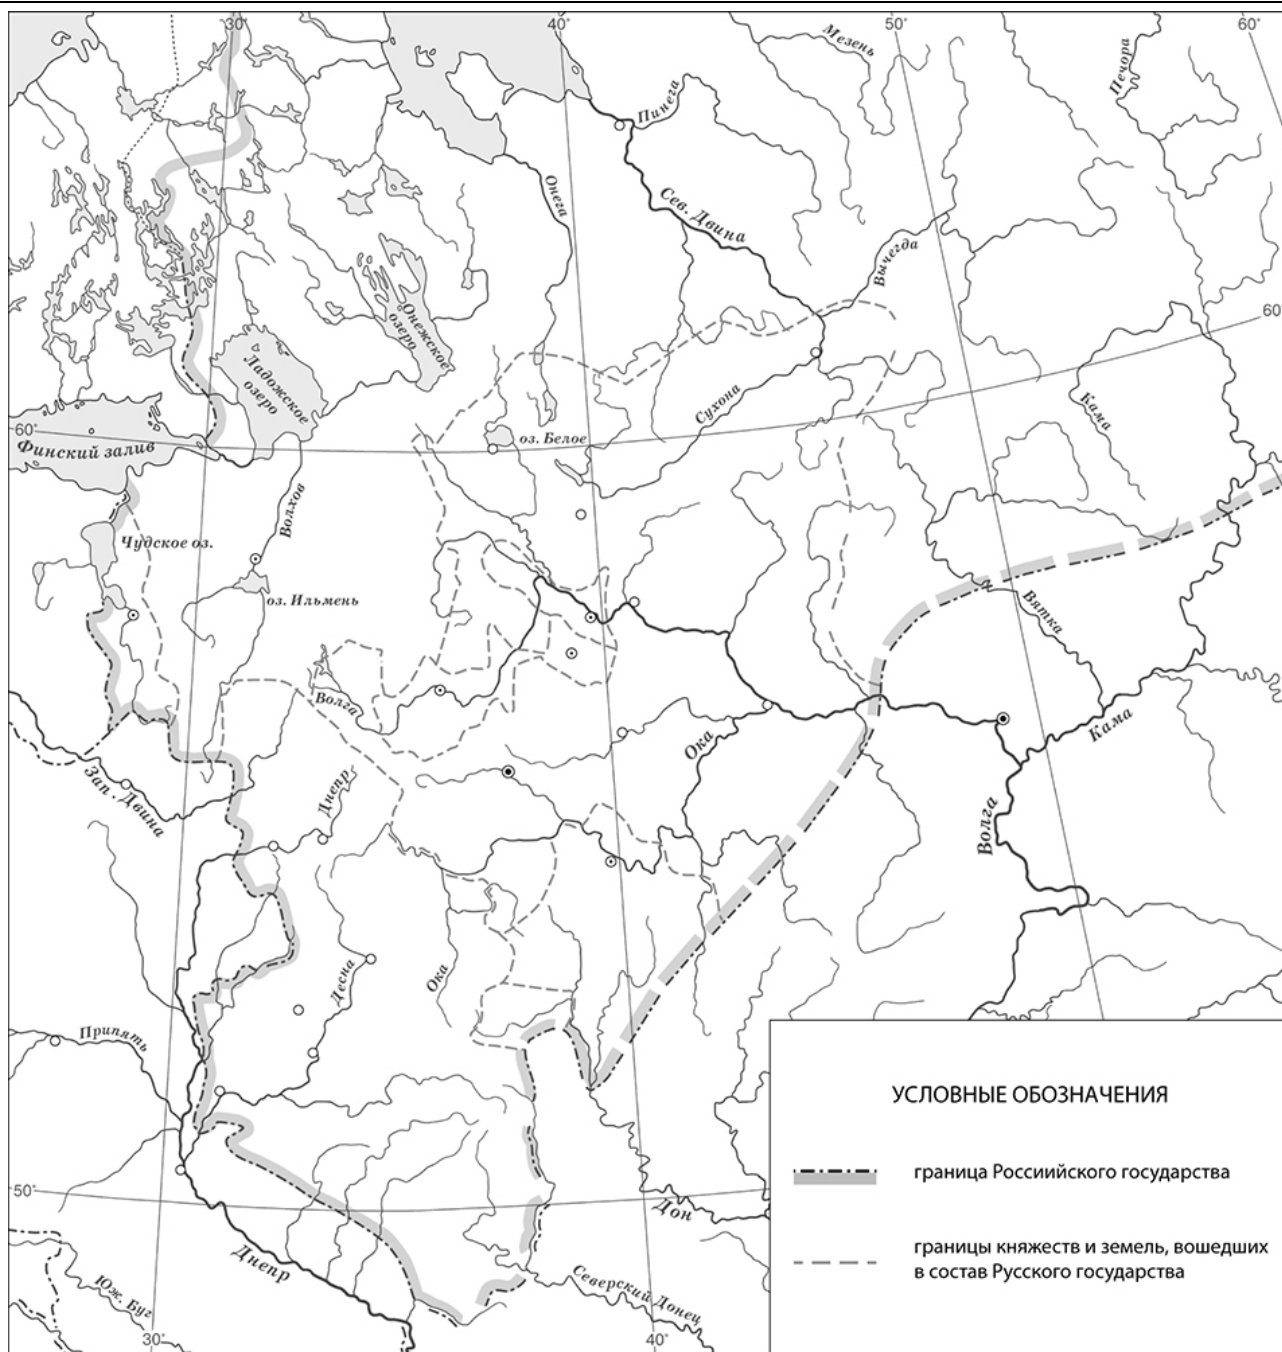 30°
40°
50°
60°
Мезень
Печора
Пинега
Онега
Сев. Двина
Вычегда
Онежское
озеро
Ладожское
озеро
60
Сухона
Кама
60°
оз. Белое
Финский залив
Волхов
Чудское оз.
оз. Ильмень
Вятка
Волга
Ока
Кама
Зап. Двина
Днепр
Волга
Десна
Ока
Припять
УСЛОВНЫЕ ОБОЗНАЧЕНИЯ
граница Россиийского государства
50°
Дон
границы княжеств и земель, вошедших
в состав Русского государства
Днепр
Северский Донец
Юж. Буг
30°
40°